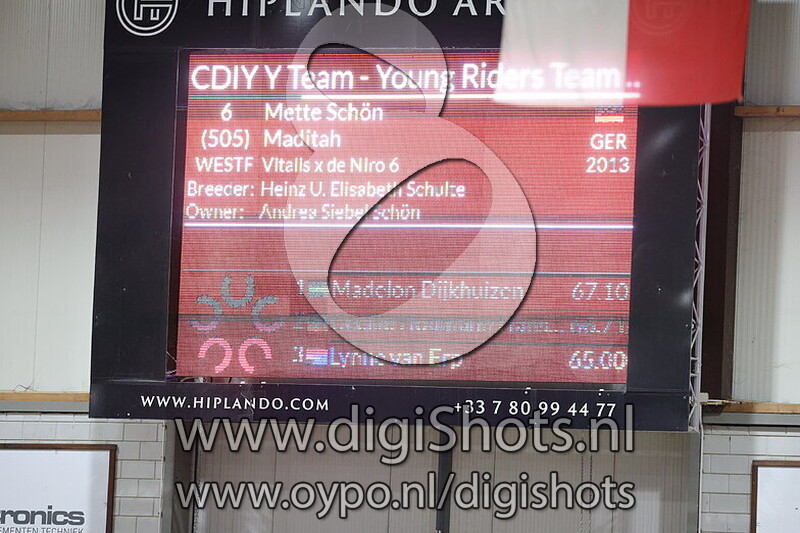 HIPLANDO
CDIY Y Team - Young Riders Team ..
6 Mette Schön
(505) Maditah GER
WESTF Vitalis x de Niro 6 2013
Breeder: Heinz U. Elisabeth Schulte
Owner: Andrea Siebel Schön
1 Madelon Dijkhuizen 67.10
3 Lynne van Erp 65.00
WWW.HIPLANDO.COM +33 7 80 99 44 77
www.digiShots.nl
www.oypo.nl/digishots
ronics